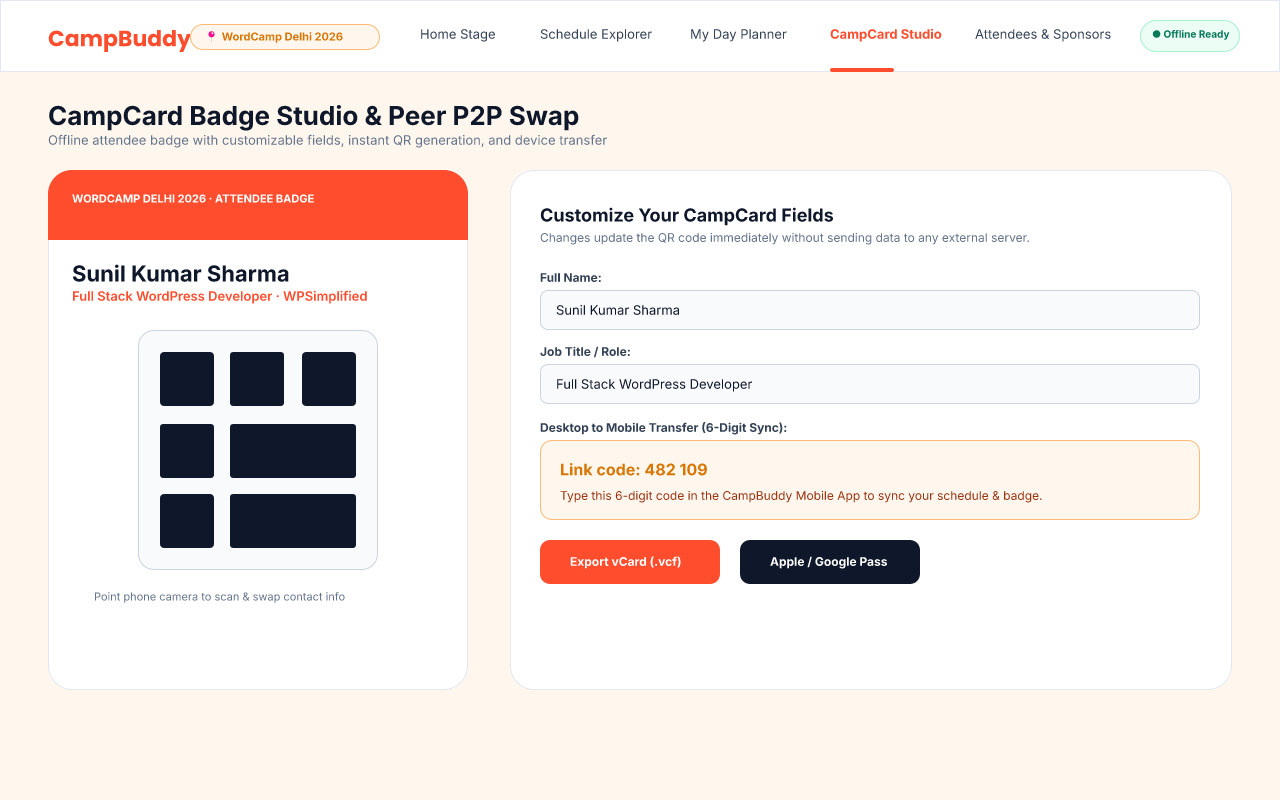 CampBuddy
📍 WordCamp Delhi 2026
Home Stage
Schedule Explorer
My Day Planner
CampCard Studio
Attendees & Sponsors
● Offline Ready
CampCard Badge Studio & Peer P2P Swap
Offline attendee badge with customizable fields, instant QR generation, and device transfer
WORDCAMP DELHI 2026 · ATTENDEE BADGE
Sunil Kumar Sharma
Full Stack WordPress Developer · WPSimplified
Point phone camera to scan & swap contact info
Customize Your CampCard Fields
Changes update the QR code immediately without sending data to any external server.
Full Name:
Sunil Kumar Sharma
Job Title / Role:
Full Stack WordPress Developer
Desktop to Mobile Transfer (6-Digit Sync):
Link code: 482 109
Type this 6-digit code in the CampBuddy Mobile App to sync your schedule & badge.
Export vCard (.vcf)
Apple / Google Pass